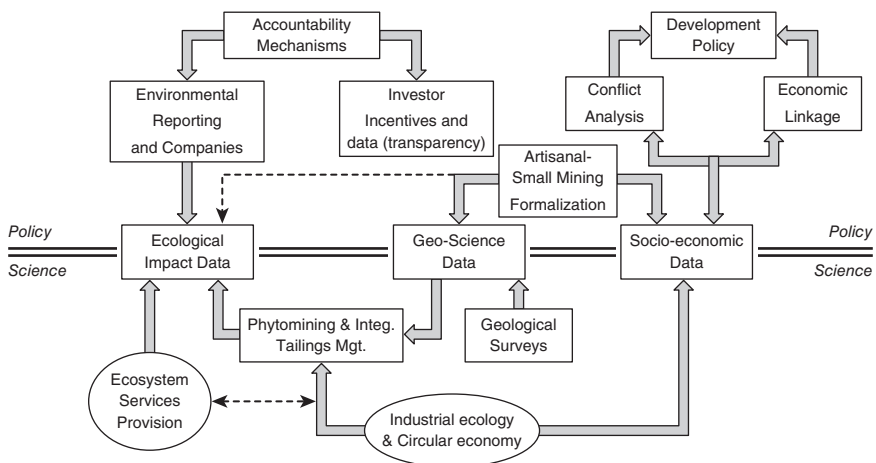 Accountability
Mechanisms
Development
Policy
Environmental
Reporting
and Companies
Investor
Incentives and
data (transparency)
Conflict
Analysis
Economic
Linkage
Artisanal-
Small Mining
Formalization
Policy
Science
Ecological
Impact Data
Geo-Science
Data
Socio-economic
Data
Policy
Science
Phytomining & Integ.
Tailings Mgt.
Geological
Surveys
Ecosystem
Services
Provision
Industrial ecology
& Circular economy